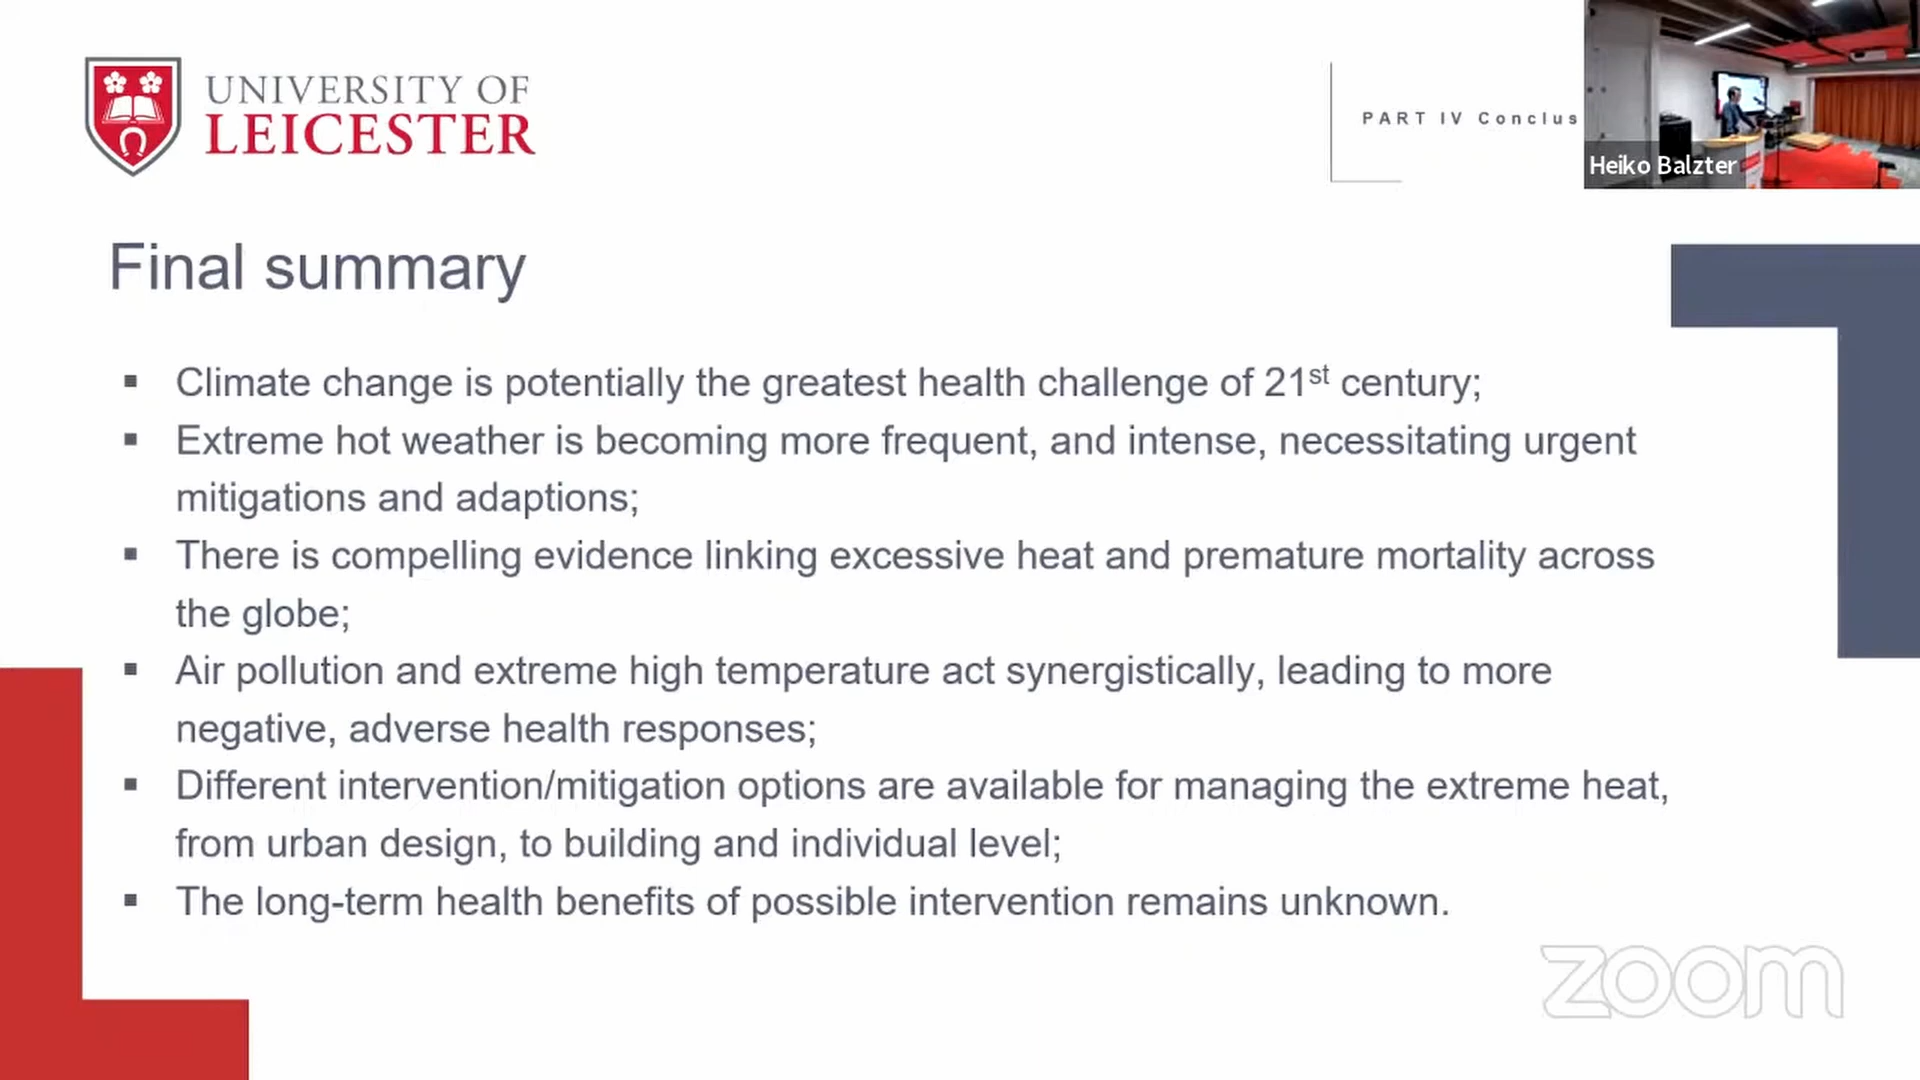 UNIVERSITY OF
LEICESTER
PART IV Conclus
Heiko Balzter
Final summary
▪ Climate change is potentially the greatest health challenge of 21st century;
▪ Extreme hot weather is becoming more frequent, and intense, necessitating urgent
mitigations and adaptions;
▪ There is compelling evidence linking excessive heat and premature mortality across
the globe;
▪ Air pollution and extreme high temperature act synergistically, leading to more
negative, adverse health responses;
▪ Different intervention/mitigation options are available for managing the extreme heat,
from urban design, to building and individual level;
▪ The long-term health benefits of possible intervention remains unknown.
zoom